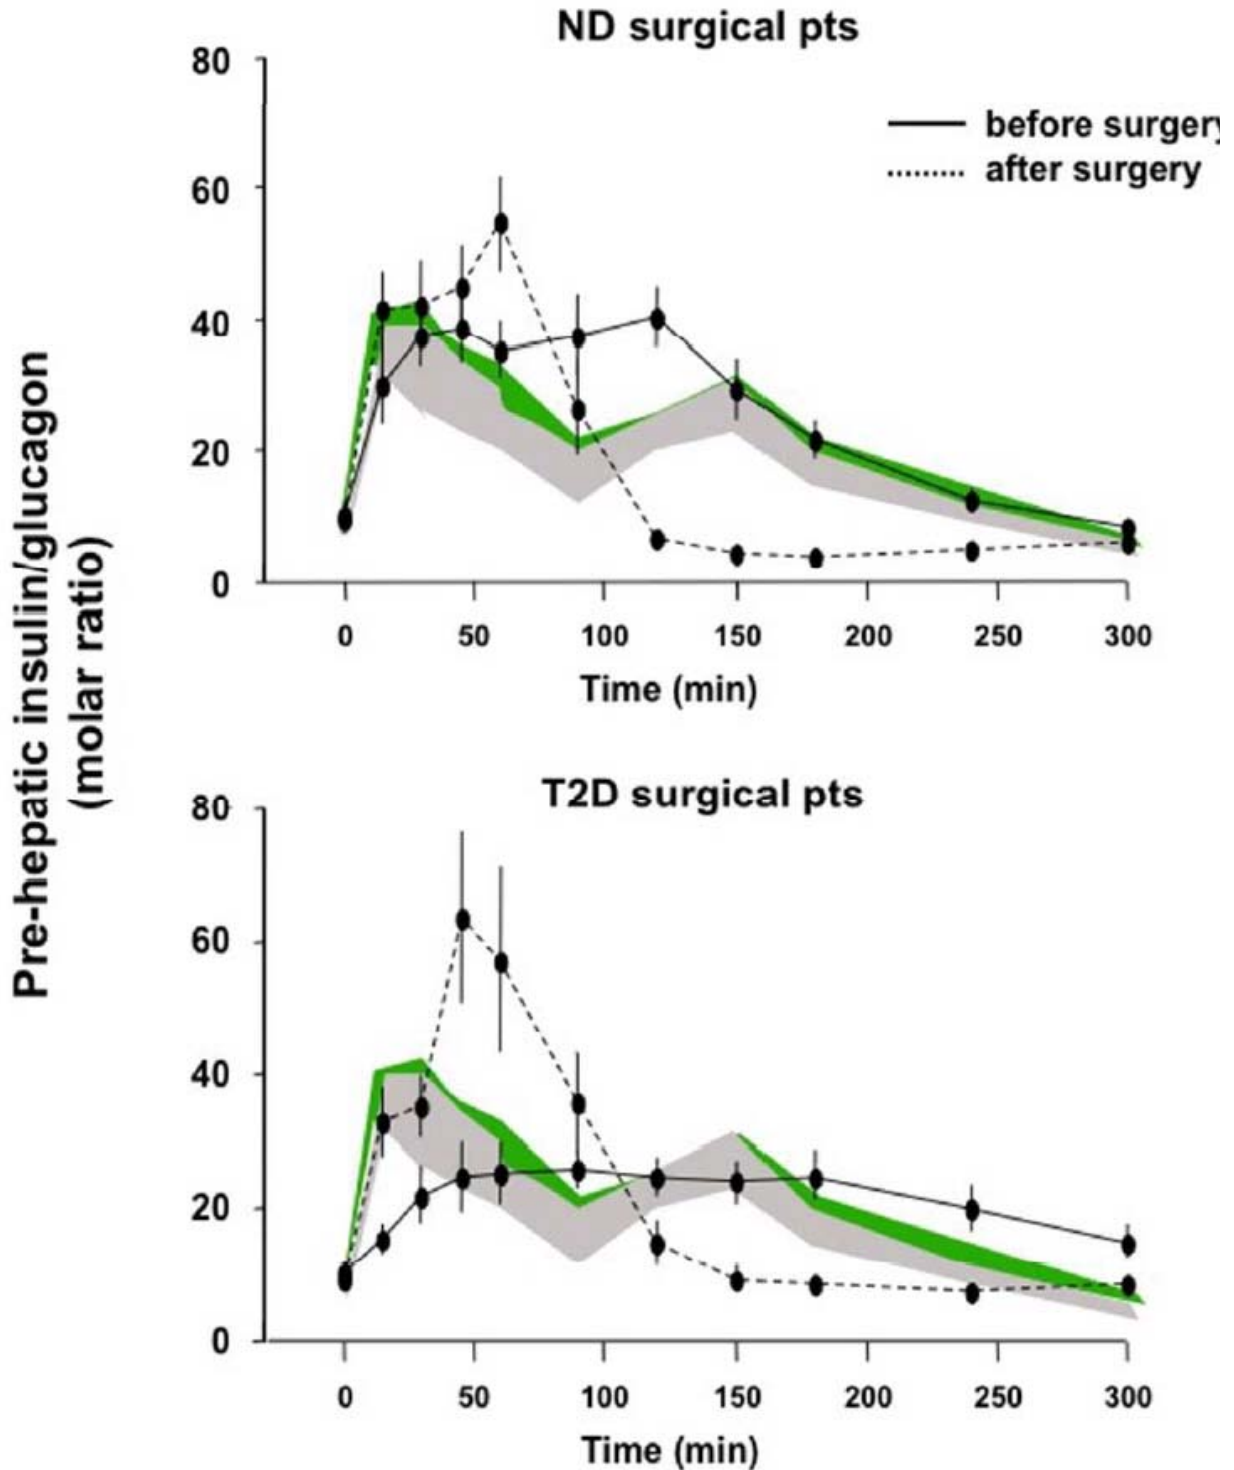 ND surgical pts
before surgery
after surgery
80
60
40
20
0
0 50 100 150 200 250 300
Time (min)
Pre-hepatic insulin/glucagon
(molar ratio)
T2D surgical pts
80
60
40
20
0
0 50 100 150 200 250 300
Time (min)